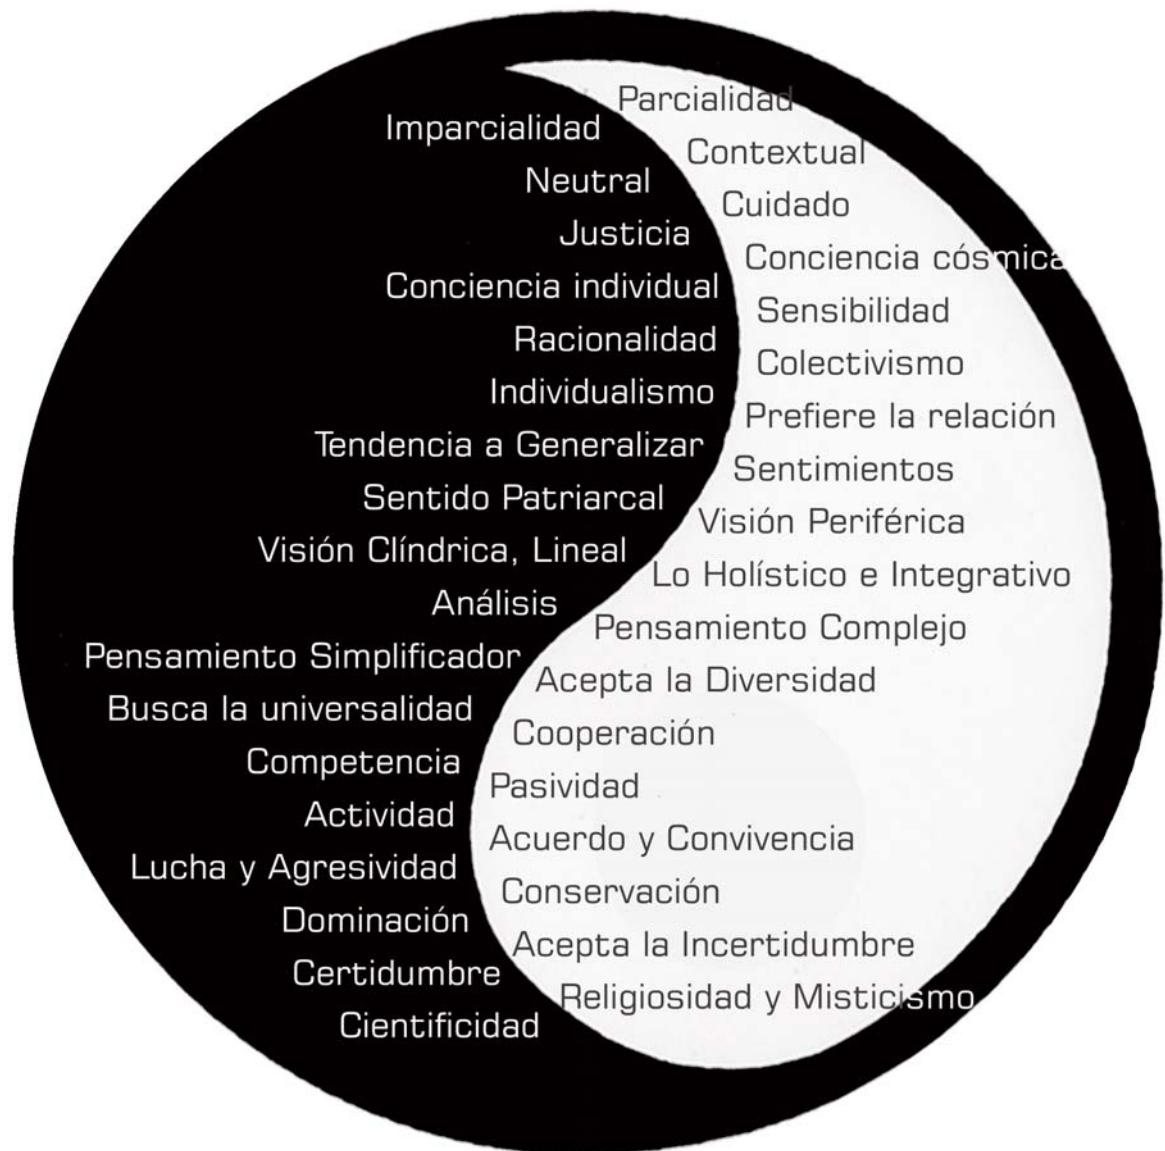 Parcialidad
Imparcialidad
Contextual
Neutral
Cuidado
Justicia
Conciencia cósmica
Conciencia individual
Sensibilidad
Racionalidad
Colectivismo
Individualismo
Prefiere la relación
Tendencia a Generalizar
Sentimientos
Sentido Patriarcal
Visión Periférica
Visión Clíndrica, Lineal
Lo Holístico e Integrativo
Análisis
Pensamiento Complejo
Pensamiento Simplificador
Acepta la Diversidad
Busca la universalidad
Cooperación
Competencia
Pasividad
Actividad
Acuerdo y Convivencia
Lucha y Agresividad
Conservación
Dominación
Acepta la Incertidumbre
Certidumbre
Religiosidad y Misticismo
Cientificidad